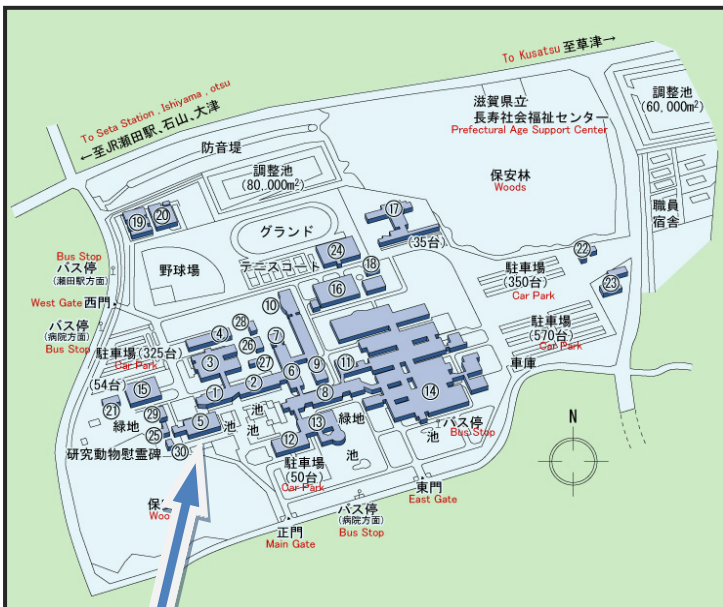 To Kusatsu 至草津→
To Seta Station , Ishiyama , otsu
←至JR瀬田駅、石山、大津
防音堤
調整池
(80,000m²)
滋賀県立
長寿社会福祉センター
Prefectural Age Support Center
保安林
Woods
調整池
(60,000m²)
職員
宿舎
⑲
⑳
グランド
⑰
(35台)
Bus Stop
バス停
(瀬田駅方面)
野球場
テニスコート
㉔
⑱
⑯
㉒
㉓
駐車場
(350台)
Car Park
West Gate 西門
バス停
(病院方面)
Bus Stop
駐車場(325台)
Car Park
⑩
㉘
④
㉖
⑦
③
㉗
⑥
⑨
⑪
駐車場
(570台)
Car Park
車庫
(54台)
⑮
①
②
⑧
⑭
㉑
㉙
緑地
㉕
⑤
池
池
⑫
⑬
緑地
池
池
バス停
Bus Stop
N
研究動物慰霊碑
㉚
駐車場
(50台)
Car Park
東門
East Gate
バス停
(病院方面)
Bus Stop
正門
Main Gate